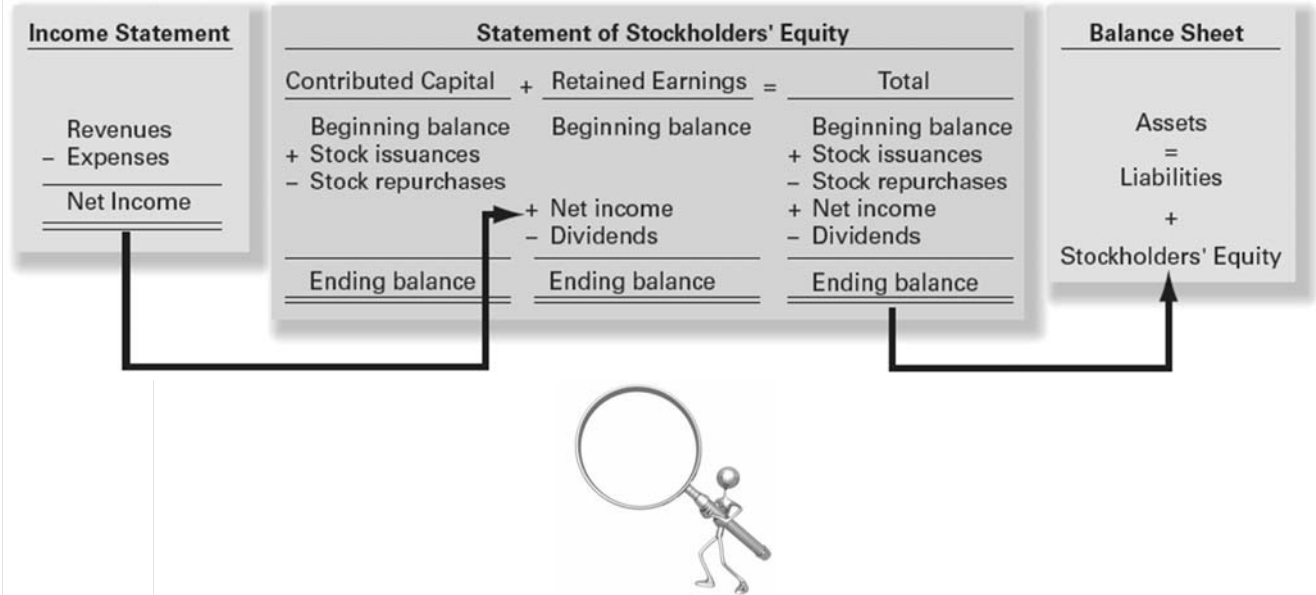 Income Statement
Revenues
– Expenses
Net Income
Statement of Stockholders' Equity
Contributed Capital + Retained Earnings = Total
Beginning balance Beginning balance Beginning balance
+ Stock issuances + Stock issuances
– Stock repurchases – Stock repurchases
+ Net income + Net income
– Dividends – Dividends
Ending balance Ending balance Ending balance
Balance Sheet
Assets
=
Liabilities
+
Stockholders' Equity